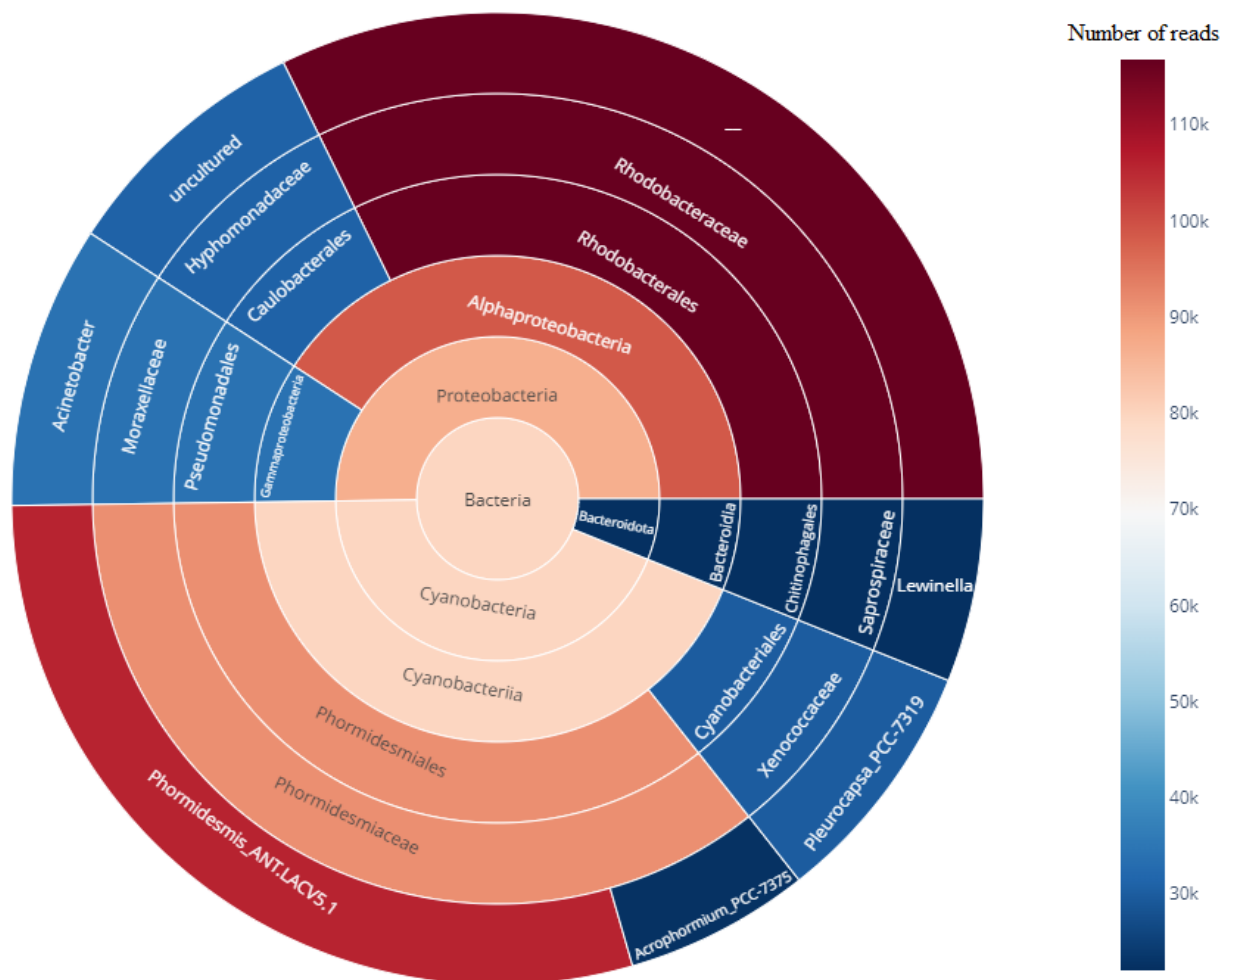 Number of reads
110k
100k
90k
80k
70k
60k
50k
40k
30k
Bacteria
Proteobacteria
Alphaproteobacteria
Rhodobacterales
Rhodobacteraceae
—
Caulobacterales
Hyphomonadaceae
uncultured
Gammaproteobacteria
Pseudomonadales
Moraxellaceae
Acinetobacter
Cyanobacteria
Cyanobacteriia
Phormidesmiales
Phormidesmiaceae
Phormidesmis_ANT.LACV5.1
Acrophormium_PCC-7375
Cyanobacteriales
Xenococcaceae
Pleurocapsa_PCC-7319
Bacteroidota
Bacteroidia
Chitinophagales
Saprospiraceae
Lewinella